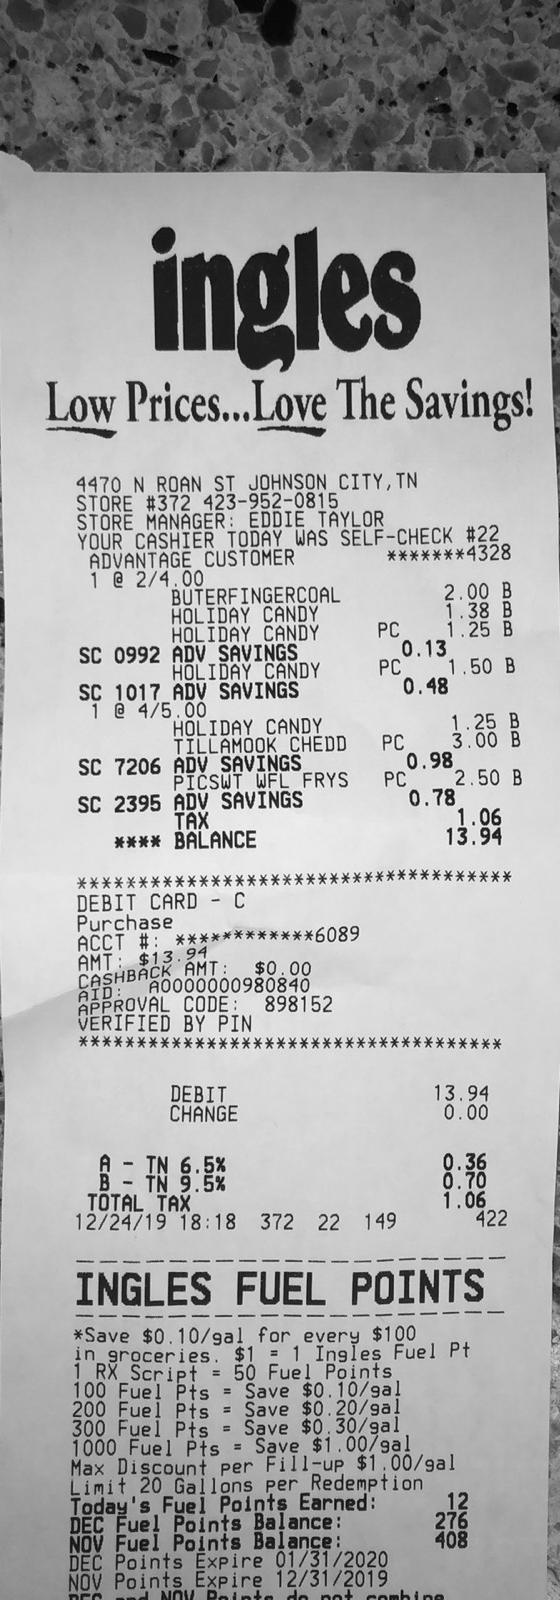 ingles
Low Prices...Love The Savings!
4470 N ROAN ST JOHNSON CITY,TN
STORE #372 423-952-0815
STORE MANAGER: EDDIE TAYLOR
YOUR CASHIER TODAY WAS SELF-CHECK #22
ADVANTAGE CUSTOMER *******4328
1 @ 2/4.00
BUTERFINGERCOAL 2.00 B
HOLIDAY CANDY 1.38 B
HOLIDAY CANDY PC 1.25 B
SC 0992 ADV SAVINGS 0.13
HOLIDAY CANDY PC 1.50 B
SC 1017 ADV SAVINGS 0.48
1 @ 4/5.00
HOLIDAY CANDY 1.25 B
TILLAMOOK CHEDD PC 3.00 B
SC 7206 ADV SAVINGS 0.98
PICSWT WFL FRYS PC 2.50 B
SC 2395 ADV SAVINGS 0.78
TAX 1.06
**** BALANCE 13.94
*************************************
DEBIT CARD - C
Purchase
ACCT #: ************6089
AMT: $13.94
CASHBACK AMT: $0.00
AID: A0000000980840
APPROVAL CODE: 898152
VERIFIED BY PIN
*************************************
DEBIT 13.94
CHANGE 0.00
A - TN 6.5% 0.36
B - TN 9.5% 0.70
TOTAL TAX 1.06
12/24/19 18:18 372 22 149 422
INGLES FUEL POINTS
*Save $0.10/gal for every $100
in groceries. $1 = 1 Ingles Fuel Pt
1 RX Script = 50 Fuel Points
100 Fuel Pts = Save $0.10/gal
200 Fuel Pts = Save $0.20/gal
300 Fuel Pts = Save $0.30/gal
1000 Fuel Pts = Save $1.00/gal
Max Discount per Fill-up $1.00/gal
Limit 20 Gallons per Redemption
Today's Fuel Points Earned: 12
DEC Fuel Points Balance: 276
NOV Fuel Points Balance: 408
DEC Points Expire 01/31/2020
NOV Points Expire 12/31/2019
DEC and NOV Points do not combine